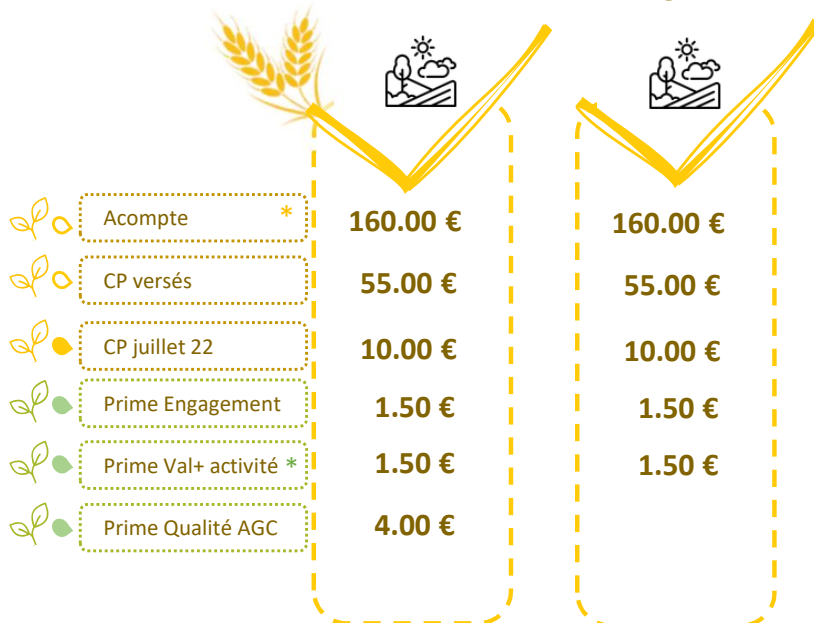 Acompte * 160.00 € 160.00 €
CP versés 55.00 € 55.00 €
CP juillet 22 10.00 € 10.00 €
Prime Engagement 1.50 € 1.50 €
Prime Val+ activité * 1.50 € 1.50 €
Prime Qualité AGC 4.00 €